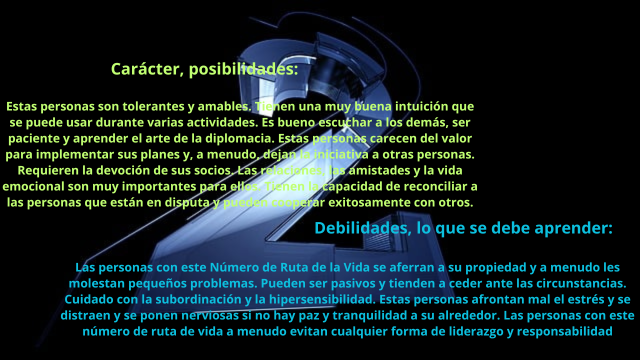 Carácter, posibilidades:
Estas personas son tolerantes y amables. Tienen una muy buena intuición que
se puede usar durante varias actividades. Es bueno escuchar a los demás, ser
paciente y aprender el arte de la diplomacia. Estas personas carecen del valor
para implementar sus planes y, a menudo, dejan la iniciativa a otras personas.
Requieren la devoción de sus socios. Las relaciones, las amistades y la vida
emocional son muy importantes para ellos. Tienen la capacidad de reconciliar a
las personas que están en disputa y pueden cooperar exitosamente con otros.
Debilidades, lo que se debe aprender:
Las personas con este Número de Ruta de la Vida se aferran a su propiedad y a menudo les
molestan pequeños problemas. Pueden ser pasivos y tienden a ceder ante las circunstancias.
Cuidado con la subordinación y la hipersensibilidad. Estas personas afrontan mal el estrés y se
distraen y se ponen nerviosas si no hay paz y tranquilidad a su alrededor. Las personas con este
número de ruta de vida a menudo evitan cualquier forma de liderazgo y responsabilidad